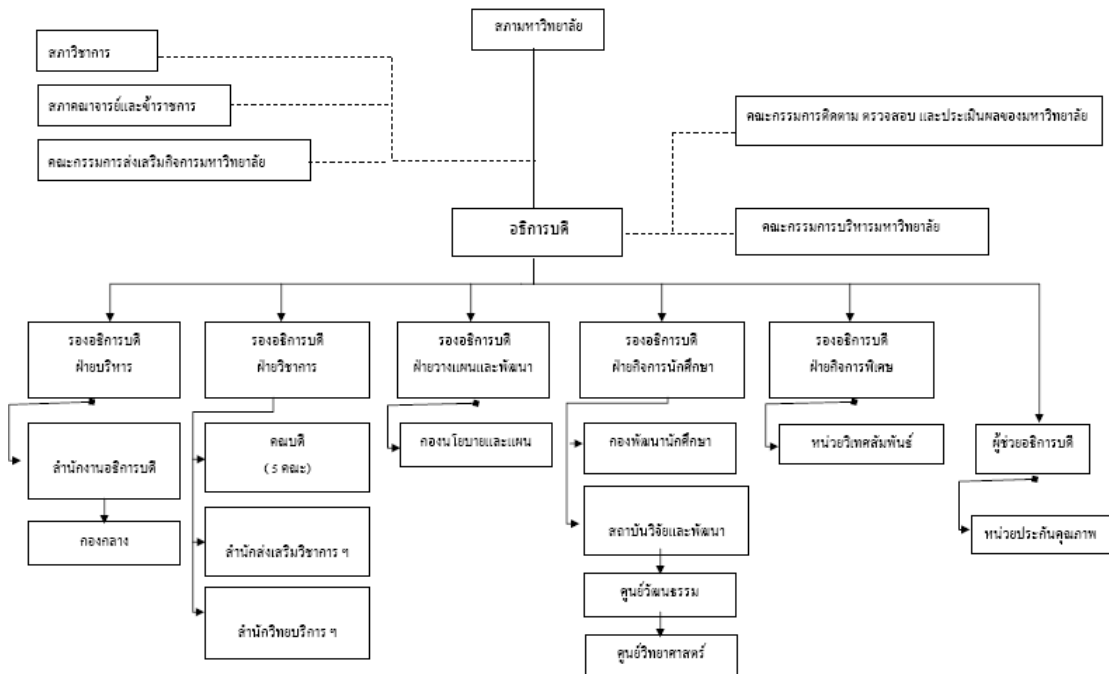 สภามหาวิทยาลัย
สภาวิชาการ
สภาคณาจารย์และข้าราชการ
คณะกรรมการส่งเสริมกิจการมหาวิทยาลัย
คณะกรรมการติดตาม ตรวจสอบ และประเมินผลของมหาวิทยาลัย
อธิการบดี
คณะกรรมการบริหารมหาวิทยาลัย
รองอธิการบดี
ฝ่ายบริหาร
รองอธิการบดี
ฝ่ายวิชาการ
รองอธิการบดี
ฝ่ายวางแผนและพัฒนา
รองอธิการบดี
ฝ่ายกิจการนักศึกษา
รองอธิการบดี
ฝ่ายกิจการพิเศษ
ผู้ช่วยอธิการบดี
สำนักงานอธิการบดี
กองกลาง
คณบดี
( 5 คณะ)
สำนักส่งเสริมวิชาการ ฯ
สำนักวิทยบริการ ฯ
กองนโยบายและแผน
กองพัฒนานักศึกษา
สถาบันวิจัยและพัฒนา
ศูนย์วัฒนธรรม
ศูนย์วิทยาศาสตร์
หน่วยวิเทศสัมพันธ์
หน่วยประกันคุณภาพ